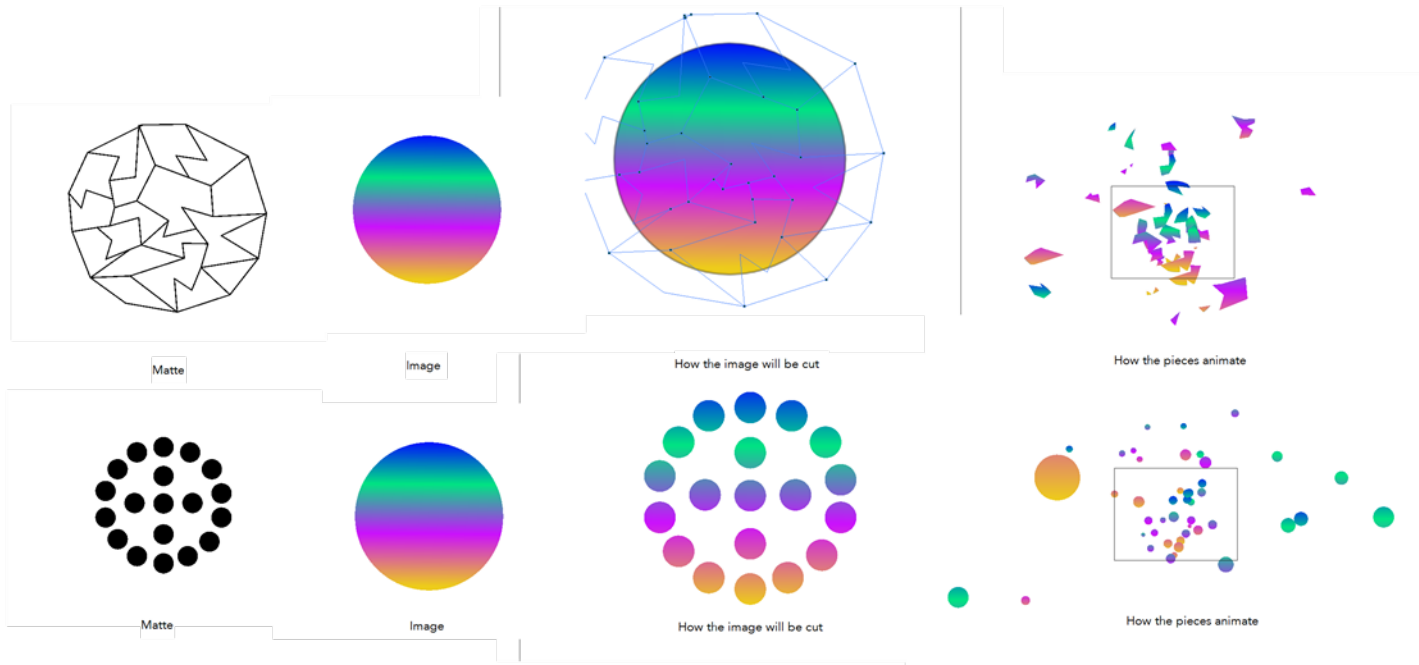 Matte
Image
How the image will be cut
How the pieces animate
Matte
Image
How the image will be cut
How the pieces animate